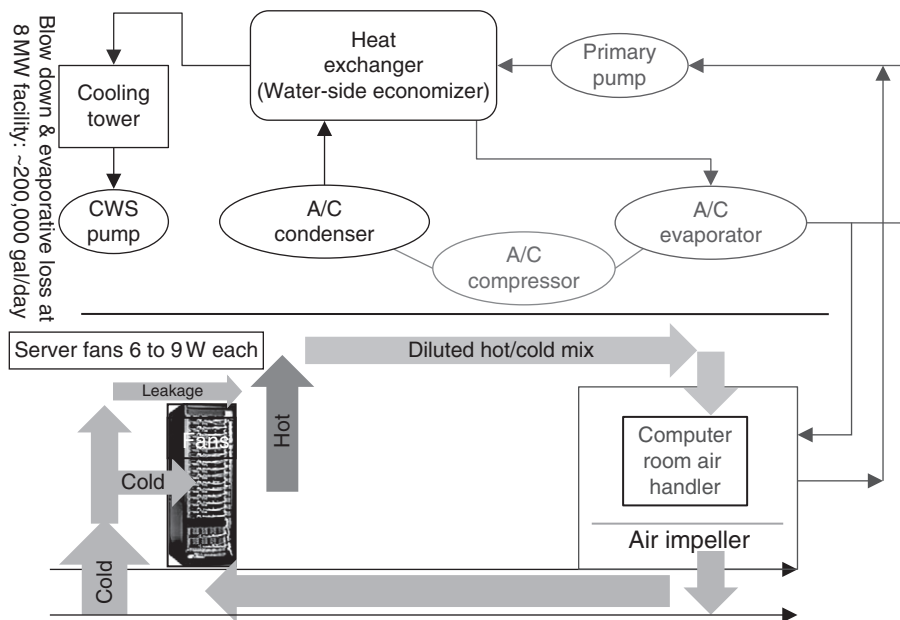 Blow down & evaporative loss at
8 MW facility: ~200,000 gal/day
Heat
exchanger
(Water-side economizer)
Primary
pump
Cooling
tower
CWS
pump
A/C
condenser
A/C
compressor
A/C
evaporator
Server fans 6 to 9 W each
Diluted hot/cold mix
Leakage
Fans
Hot
Cold
Cold
Computer
room air
handler
Air impeller